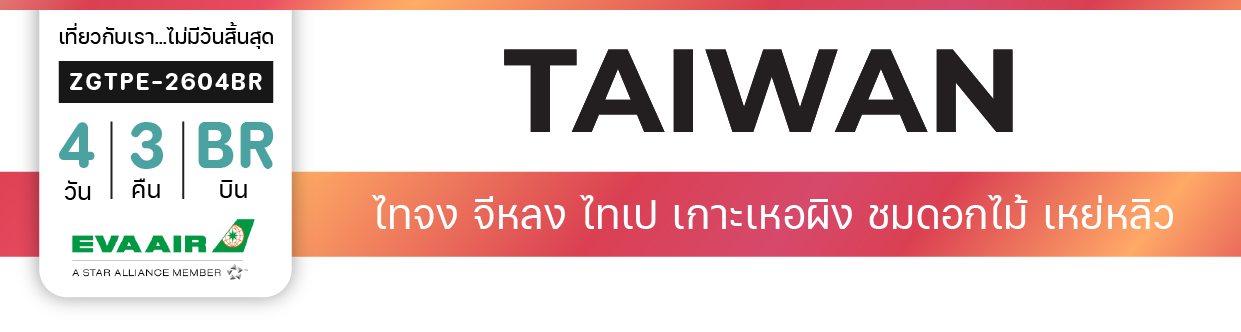 เที่ยวกับเรา...ไม่มีวันสิ้นสุด
ZGTPE-2604BR
4 3 BR
วัน คืน บิน
EVA AIR
A STAR ALLIANCE MEMBER
TAIWAN
ไทจง จีหลง ไทเป เกาะเหอผิง ชมดอกไม้ เหย่หลิว